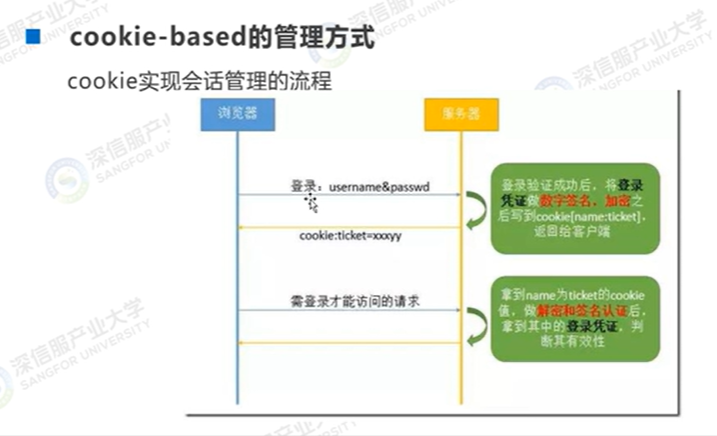 cookie-based的管理方式
cookie实现会话管理的流程
浏览器
服务器
登录：username&passwd
登录验证成功后，将登录
凭证做数字签名，加密之
后写到cookie[name:ticket]，
返回给客户端
cookie:ticket=xxxyy
拿到name为ticket的cookie
值，做解密和签名认证后，
拿到其中的登录凭证，判
断其有效性
需登录才能访问的请求
深信服产业大学
SANGFOR UNIVERSITY